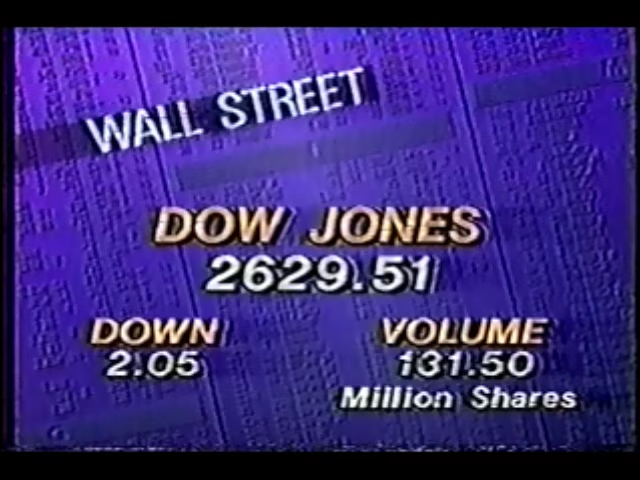 WALL STREET
DOW JONES
2629.51
DOWN
2.05
VOLUME
131.50
Million Shares